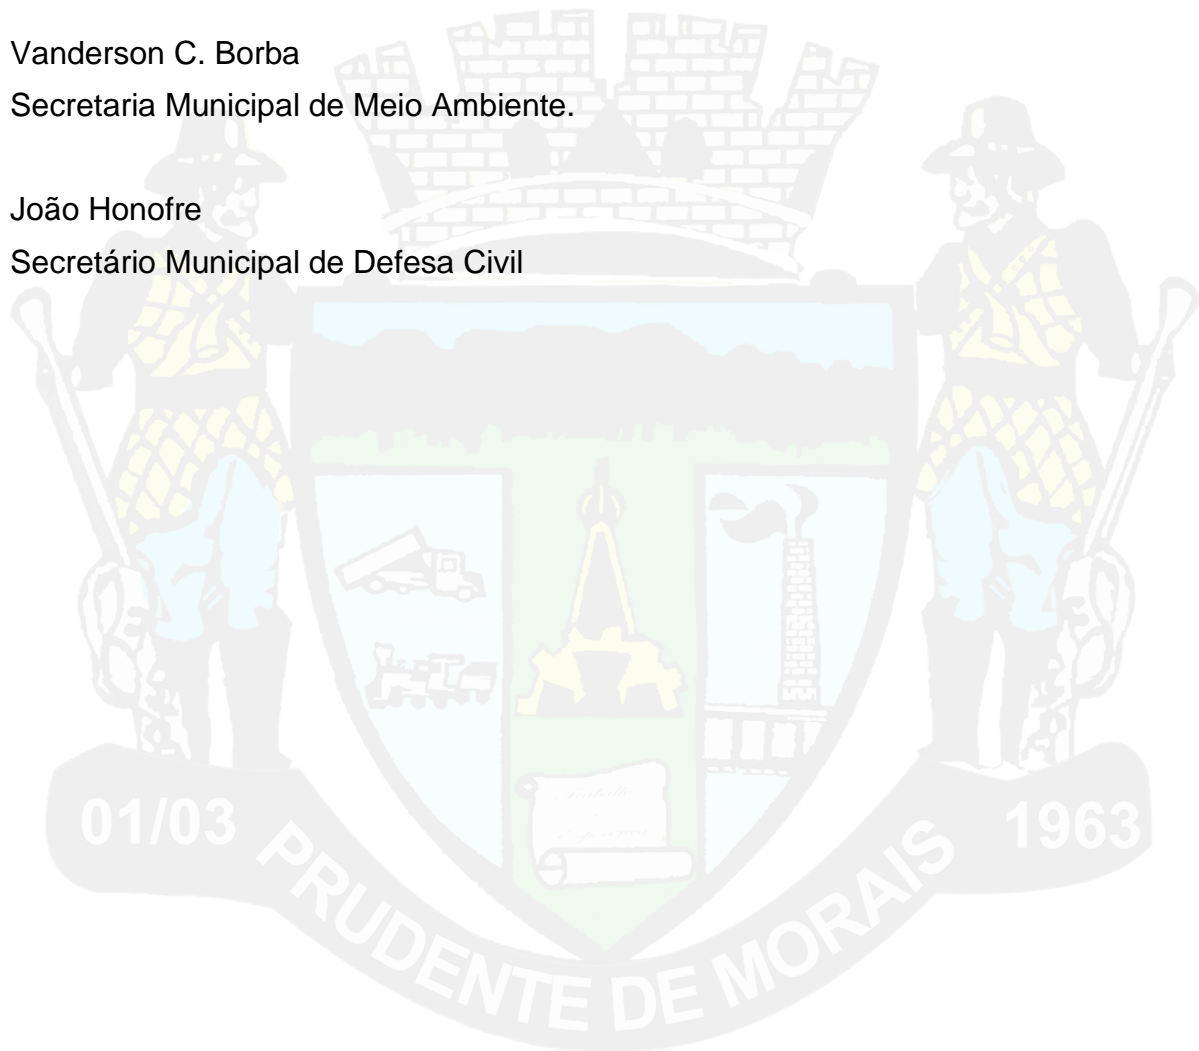 Vanderson C. Borba
Secretaria Municipal de Meio Ambiente.
João Honofre
Secretário Municipal de Defesa Civil
01/03
1963
PRUDENTE DE MORAIS